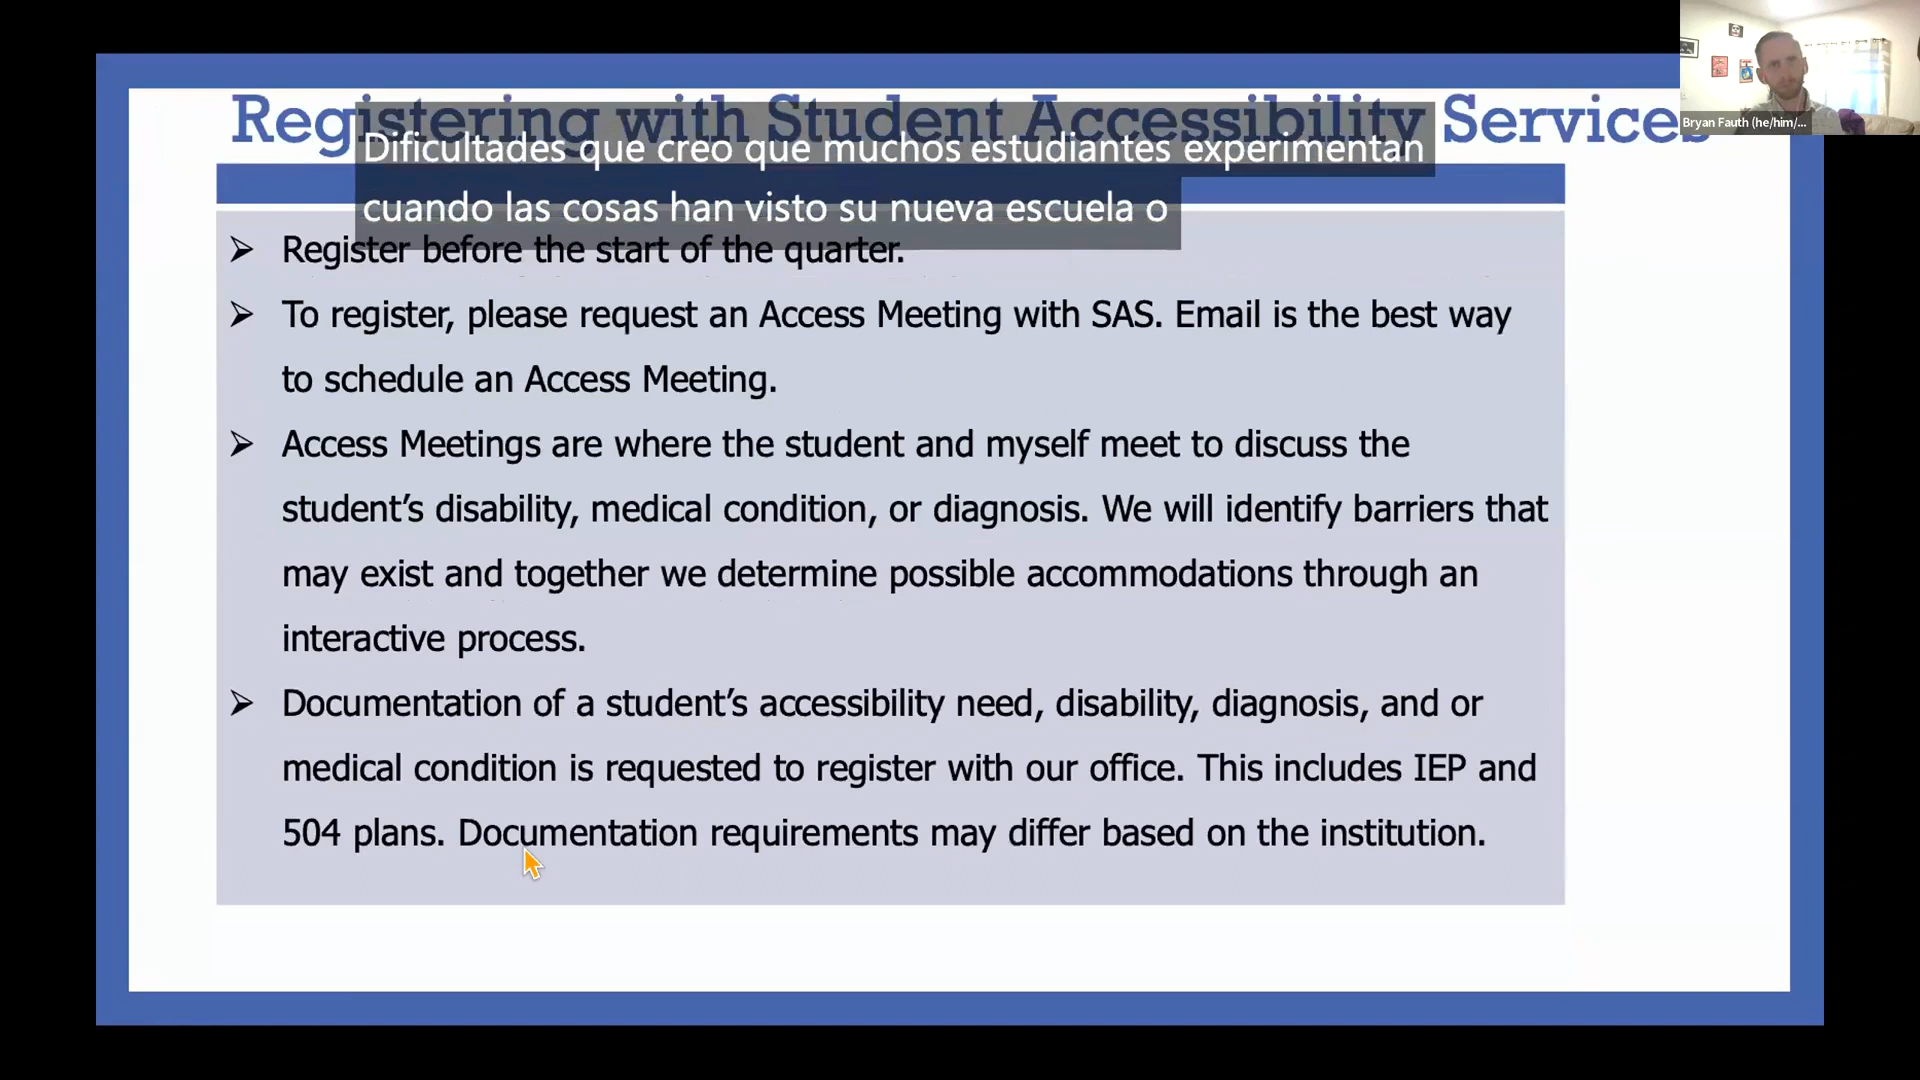 Registering with Student Accessibility Services
Dificultades que creo que muchos estudiantes experimentan
cuando las cosas han visto su nueva escuela o
Register before the start of the quarter.
To register, please request an Access Meeting with SAS. Email is the best way
to schedule an Access Meeting.
Access Meetings are where the student and myself meet to discuss the
student’s disability, medical condition, or diagnosis. We will identify barriers that
may exist and together we determine possible accommodations through an
interactive process.
Documentation of a student’s accessibility need, disability, diagnosis, and or
medical condition is requested to register with our office. This includes IEP and
504 plans. Documentation requirements may differ based on the institution.
Bryan Fauth (he/him/...